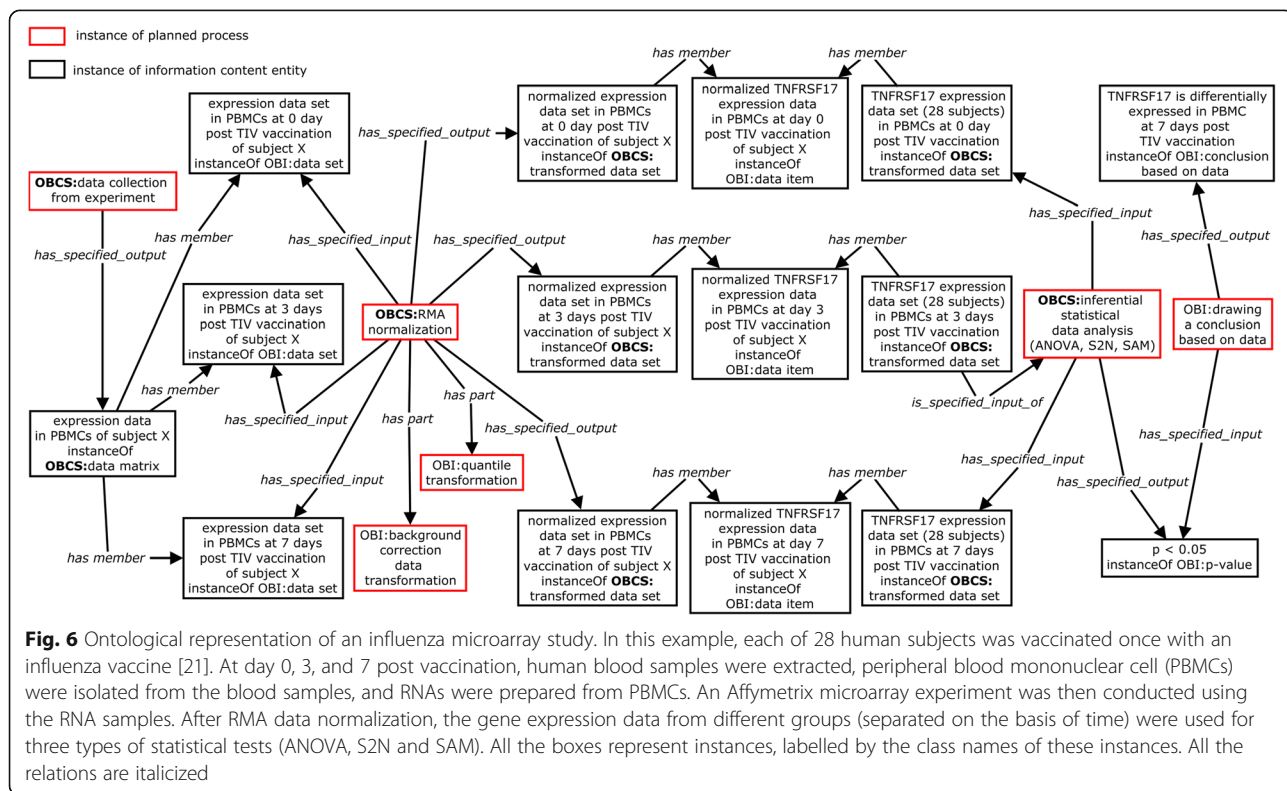 instance of planned process
instance of information content entity
expression data set
in PBMCs at 0 day
post TIV vaccination
of subject X
instanceOf OBI:data set
has_specified_output
normalized expression
data set in PBMCs
at 0 day post TIV
vaccination of subject X
instanceOf OBCS:
transformed data set
has member
normalized TNFRSF17
expression data
in PBMCs at day 0
post TIV vaccination
of subject X
instanceOf
OBI:data item
has member
TNFRSF17 expression
data set (28 subjects)
in PBMCs at 0 day
post TIV vaccination
instanceOf OBCS:
transformed data set
TNFRSF17 is differentially
expressed in PBMC
at 7 days post
TIV vaccination
instanceOf OBI:conclusion
based on data
OBCS:data collection
from experiment
has_specified_output
has member
has_specified_input
has_specified_output
has_specified_input
has_specified_output
expression data set
in PBMCs at 3 days
post TIV vaccination
of subject X
instanceOf OBI:data set
OBCS:RMA
normalization
normalized expression
data set in PBMCs
at 3 days post TIV
vaccination of subject X
instanceOf OBCS:
transformed data set
has member
normalized TNFRSF17
expression data
in PBMCs at day 3
post TIV vaccination
of subject X
instanceOf
OBI:data item
has member
TNFRSF17 expression
data set (28 subjects)
in PBMCs at 3 days
post TIV vaccination
instanceOf OBCS:
transformed data set
OBCS:inferential
statistical
data analysis
(ANOVA, S2N, SAM)
OBI:drawing
a conclusion
based on data
has member
has_specified_input
has part
has part
has_specified_output
is_specified_input_of
expression data
in PBMCs of subject X
instanceOf
OBCS:data matrix
OBI:quantile
transformation
has_specified_input
has_specified_input
has_specified_output
has_specified_input
has member
expression data set
in PBMCs at 7 days
post TIV vaccination
of subject X
instanceOf OBI:data set
OBI:background
correction
data
transformation
normalized expression
data set in PBMCs
at 7 days post TIV
vaccination of subject X
instanceOf OBCS:
transformed data set
has member
normalized TNFRSF17
expression data
in PBMCs at day 7
post TIV vaccination
of subject X
instanceOf
OBI:data item
has member
TNFRSF17 expression
data set (28 subjects)
in PBMCs at 7 days
post TIV vaccination
instanceOf OBCS:
transformed data set
p < 0.05
instanceOf OBI:p-value
Fig. 6 Ontological representation of an influenza microarray study. In this example, each of 28 human subjects was vaccinated once with an
influenza vaccine [21]. At day 0, 3, and 7 post vaccination, human blood samples were extracted, peripheral blood mononuclear cell (PBMCs)
were isolated from the blood samples, and RNAs were prepared from PBMCs. An Affymetrix microarray experiment was then conducted using
the RNA samples. After RMA data normalization, the gene expression data from different groups (separated on the basis of time) were used for
three types of statistical tests (ANOVA, S2N and SAM). All the boxes represent instances, labelled by the class names of these instances. All the
relations are italicized